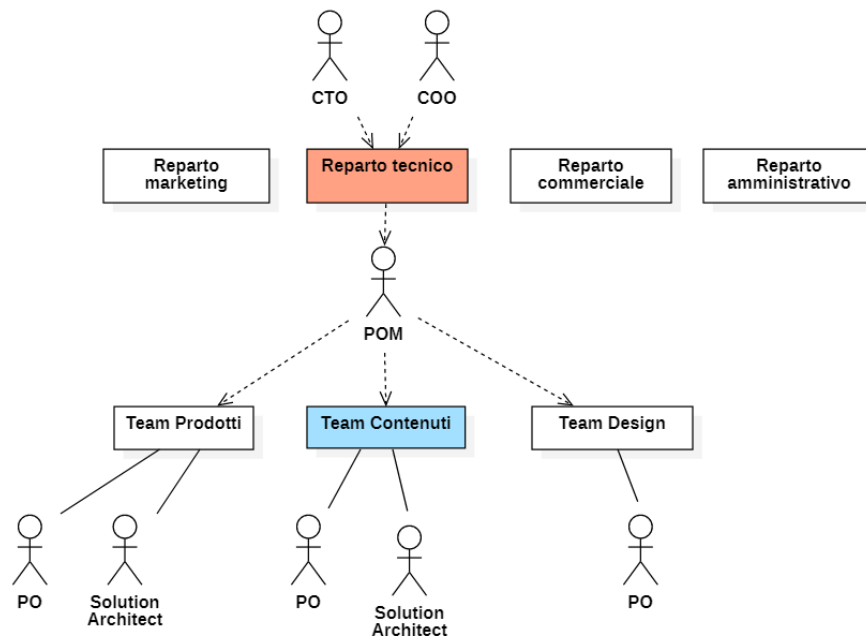 CTO
COO
Reparto
marketing
Reparto tecnico
Reparto
commerciale
Reparto
amministrativo
POM
Team Prodotti
Team Contenuti
Team Design
PO
Solution
Architect
PO
Solution
Architect
PO